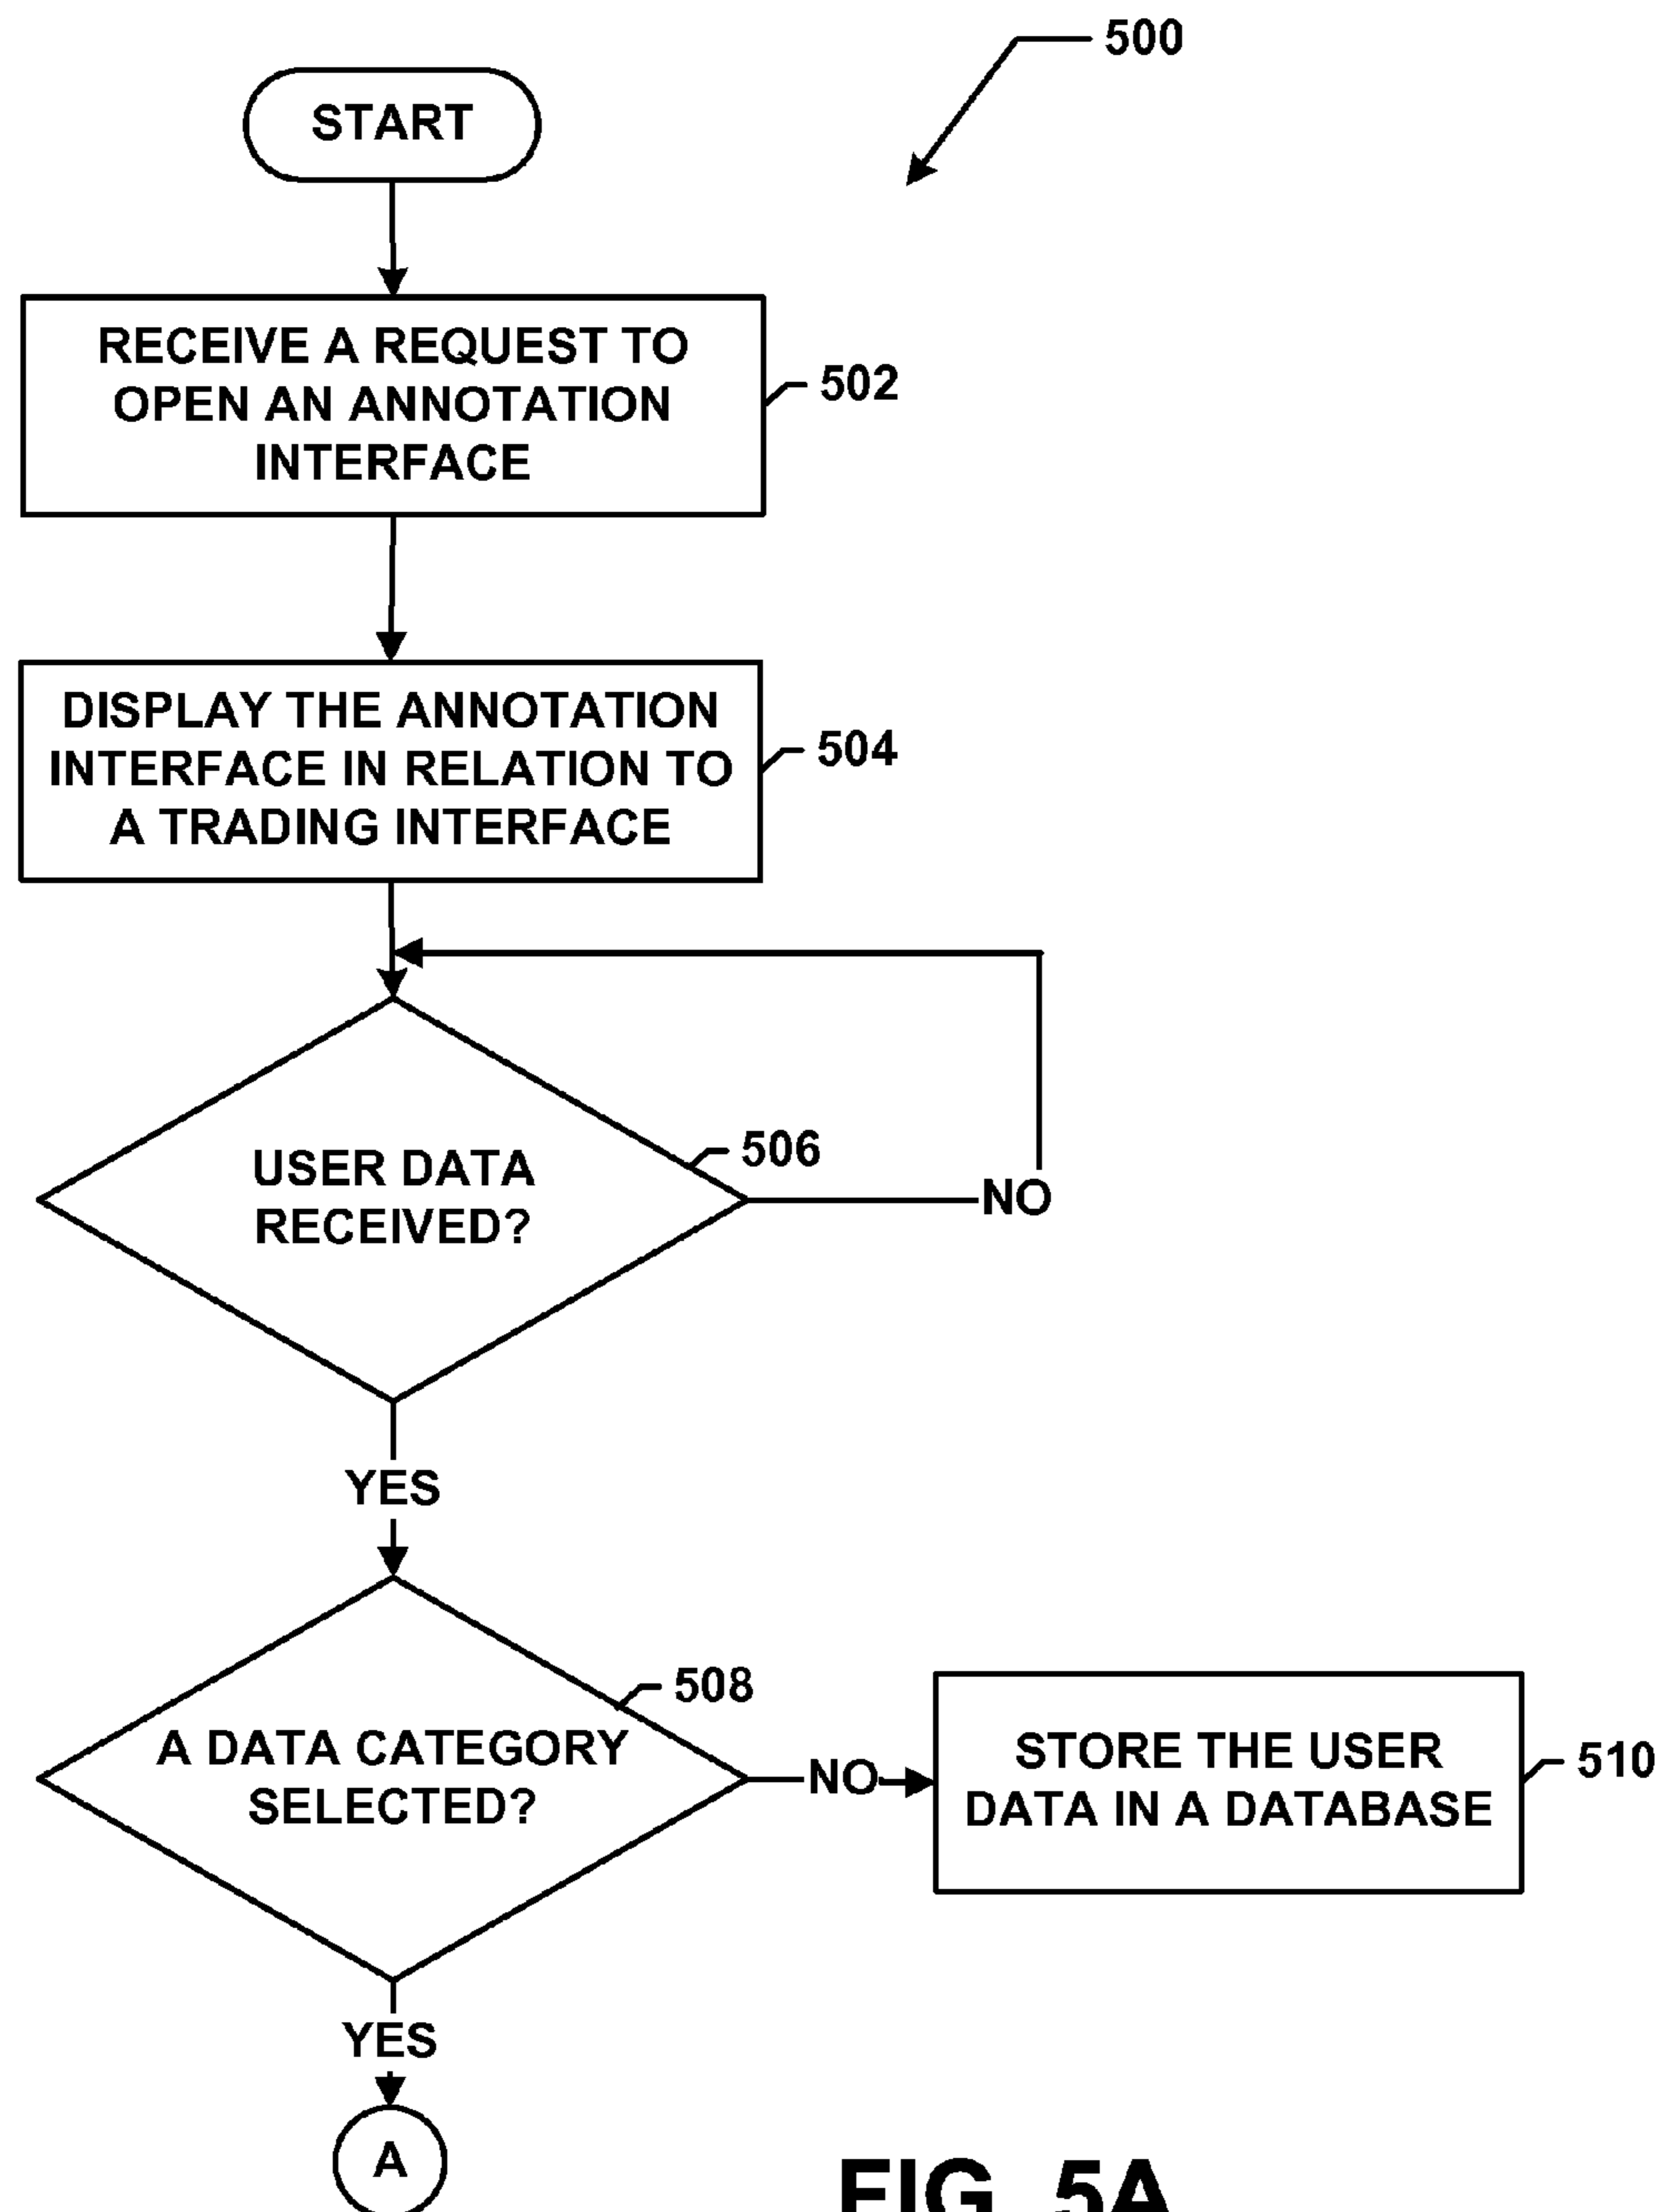 500
START
RECEIVE A REQUEST TO
OPEN AN ANNOTATION
INTERFACE
502
DISPLAY THE ANNOTATION
INTERFACE IN RELATION TO
A TRADING INTERFACE
504
USER DATA
RECEIVED?
506
NO
YES
A DATA CATEGORY
SELECTED?
508
NO
STORE THE USER
DATA IN A DATABASE
510
YES
A
FIG. 5A